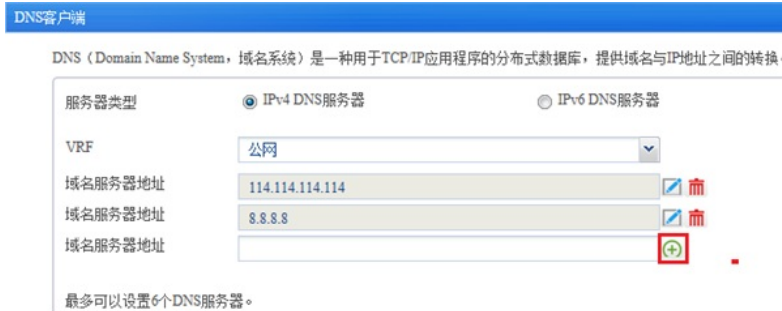 DNS客户端
DNS（Domain Name System，域名系统）是一种用于TCP/IP应用程序的分布式数据库，提供域名与IP地址之间的转换
服务器类型 IPv4 DNS服务器 IPv6 DNS服务器
VRF 公网
域名服务器地址 114.114.114.114
域名服务器地址 8.8.8.8
域名服务器地址
最多可以设置6个DNS服务器。